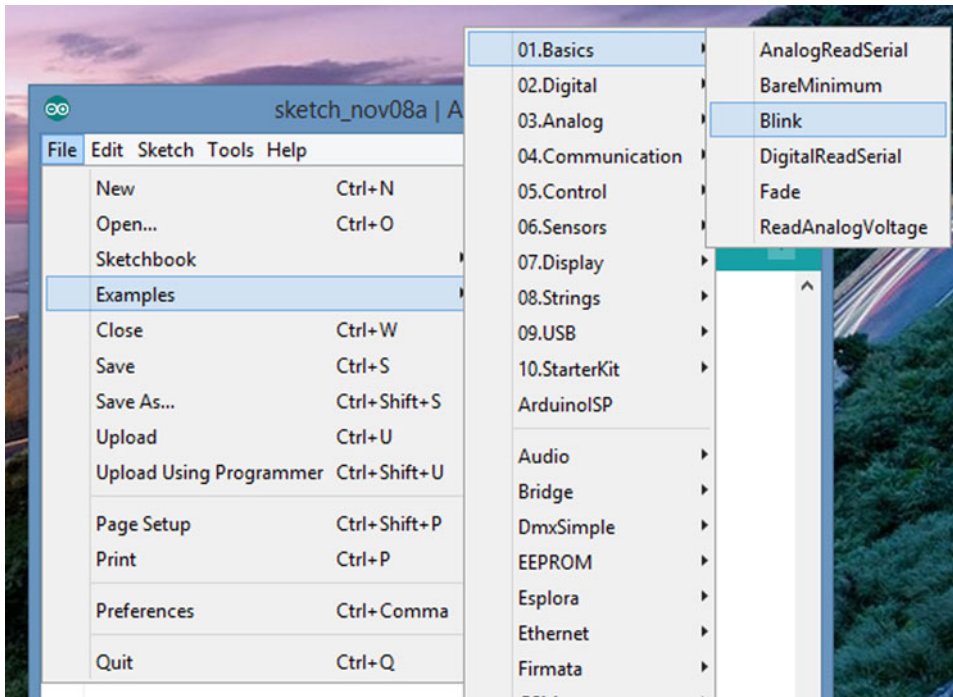 sketch_nov08a | A
File Edit Sketch Tools Help
New Ctrl+N
Open... Ctrl+O
Sketchbook
Examples
Close Ctrl+W
Save Ctrl+S
Save As... Ctrl+Shift+S
Upload Ctrl+U
Upload Using Programmer Ctrl+Shift+U
Page Setup Ctrl+Shift+P
Print Ctrl+P
Preferences Ctrl+Comma
Quit Ctrl+Q
01.Basics
02.Digital
03.Analog
04.Communication
05.Control
06.Sensors
07.Display
08.Strings
09.USB
10.StarterKit
ArduinoISP
Audio
Bridge
DmxSimple
EEPROM
Esplora
Ethernet
Firmata
AnalogReadSerial
BareMinimum
Blink
DigitalReadSerial
Fade
ReadAnalogVoltage